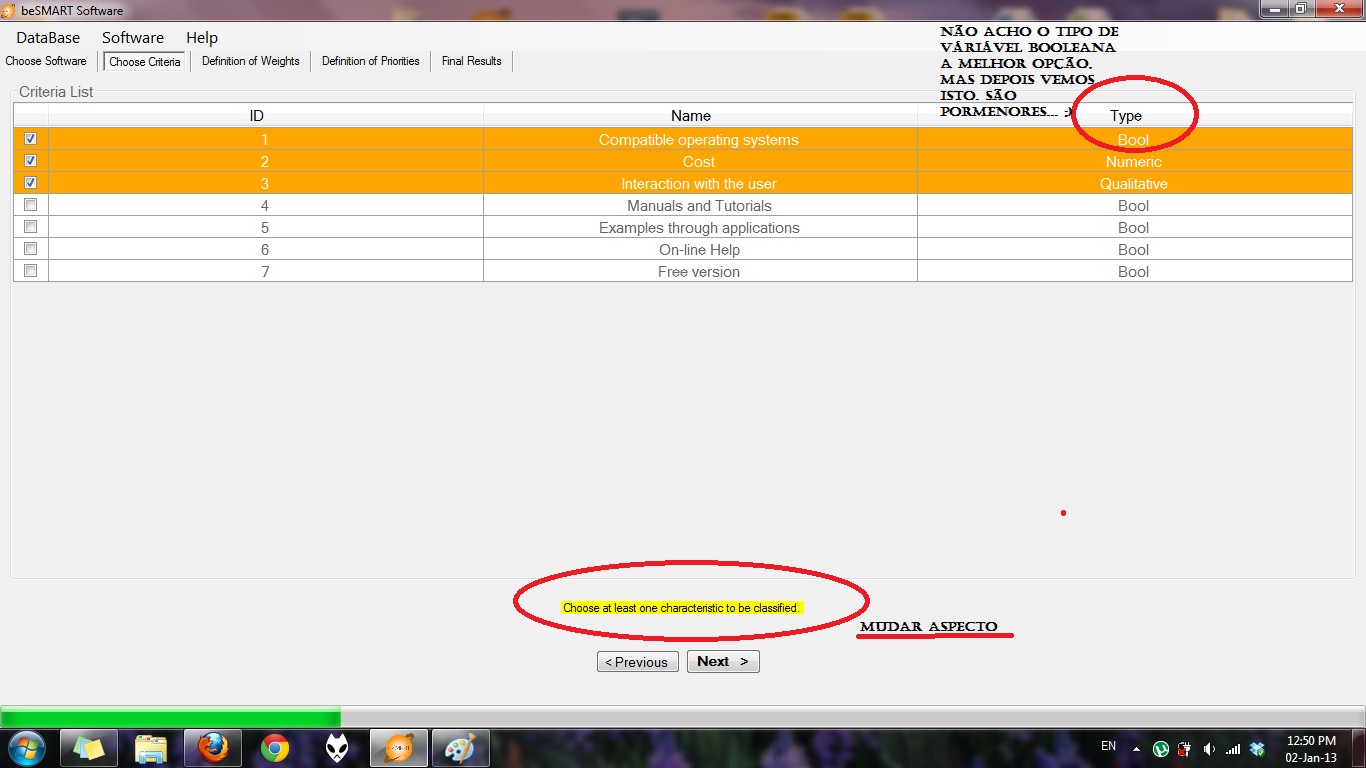 beSMART Software
DataBase Software Help
NÃO ACHO O TIPO DE
VÁRIÁVEL BOOLEANA
A MELHOR OPÇÃO,
MAS DEPOIS VEMOS
ISTO. SÃO
PORMENORES... :)
Choose Software Choose Criteria Definition of Weights Definition of Priorities Final Results
Criteria List
ID Name Type
1 Compatible operating systems Bool
2 Cost Numeric
3 Interaction with the user Qualitative
4 Manuals and Tutorials Bool
5 Examples through applications Bool
6 On-line Help Bool
7 Free version Bool
Choose at least one characteristic to be classified.
MUDAR ASPECTO
< Previous Next >
EN 12:50 PM
02-Jan-13